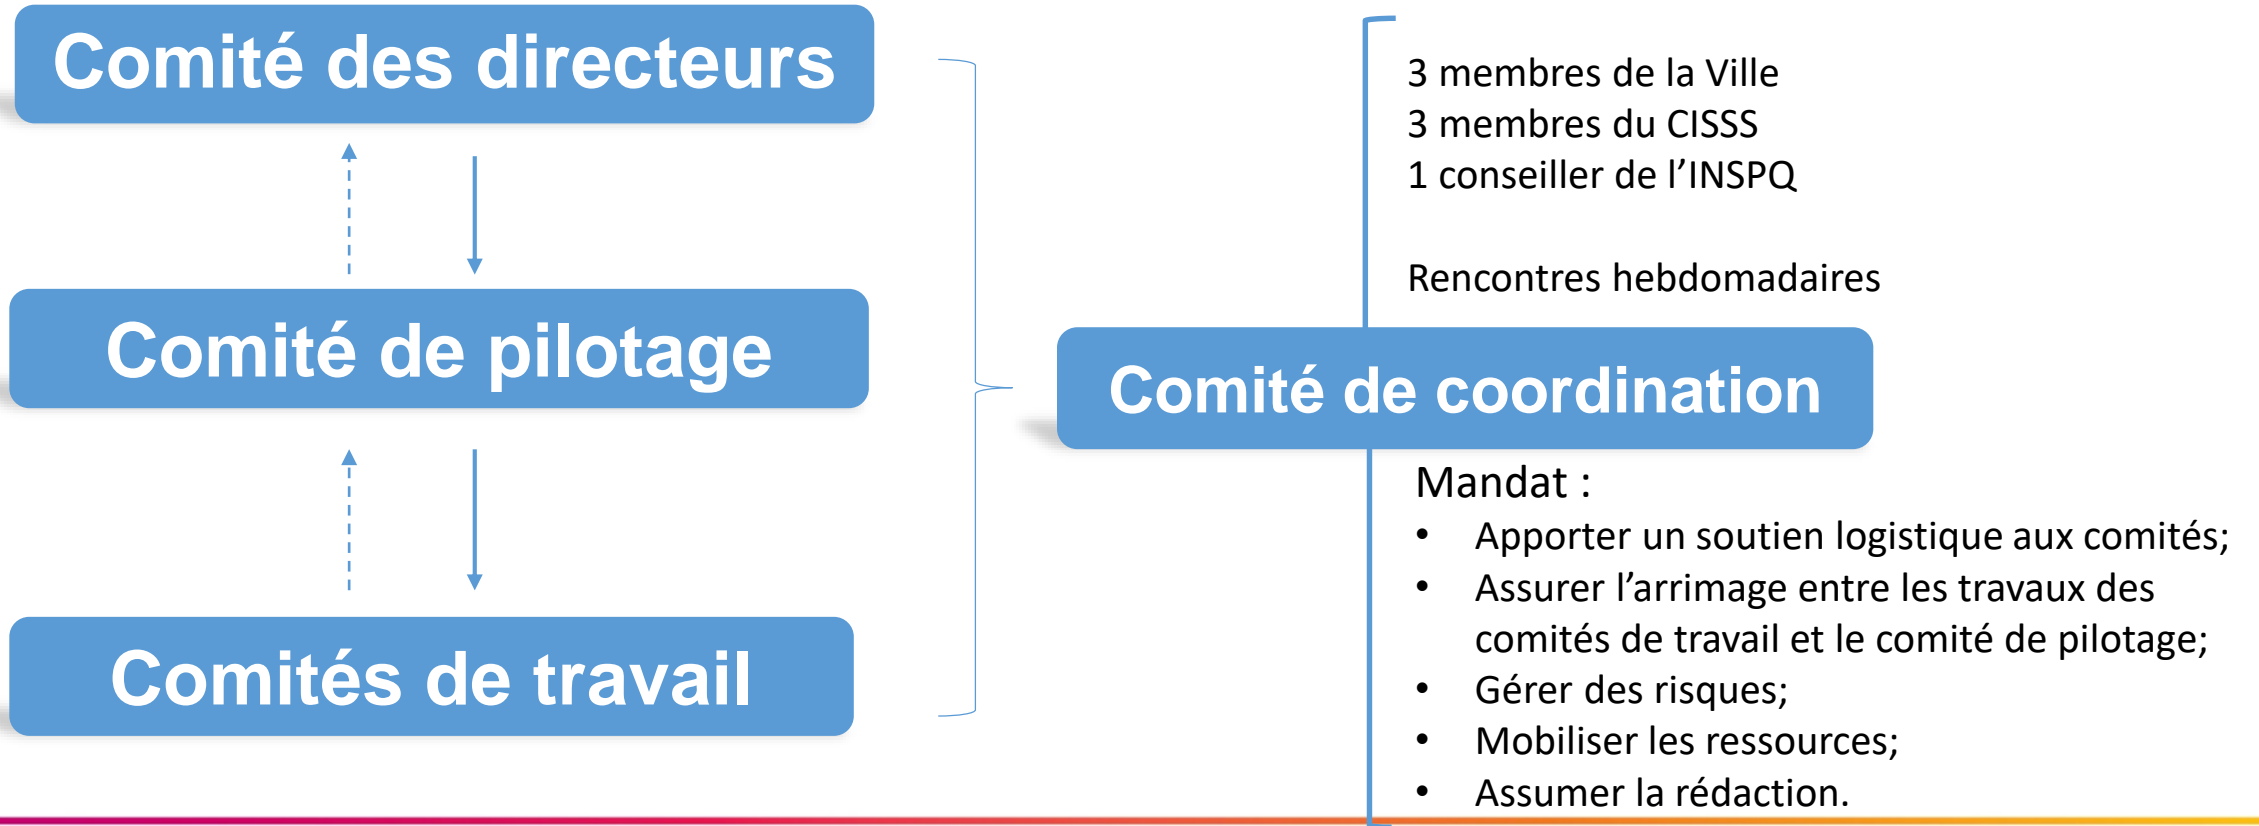 Comité des directeurs
Comité de pilotage
Comités de travail
3 membres de la Ville
3 membres du CISSS
1 conseiller de l’INSPQ
Rencontres hebdomadaires
Comité de coordination
Mandat :
• Apporter un soutien logistique aux comités;
• Assurer l’arrimage entre les travaux des
comités de travail et le comité de pilotage;
• Gérer des risques;
• Mobiliser les ressources;
• Assumer la rédaction.